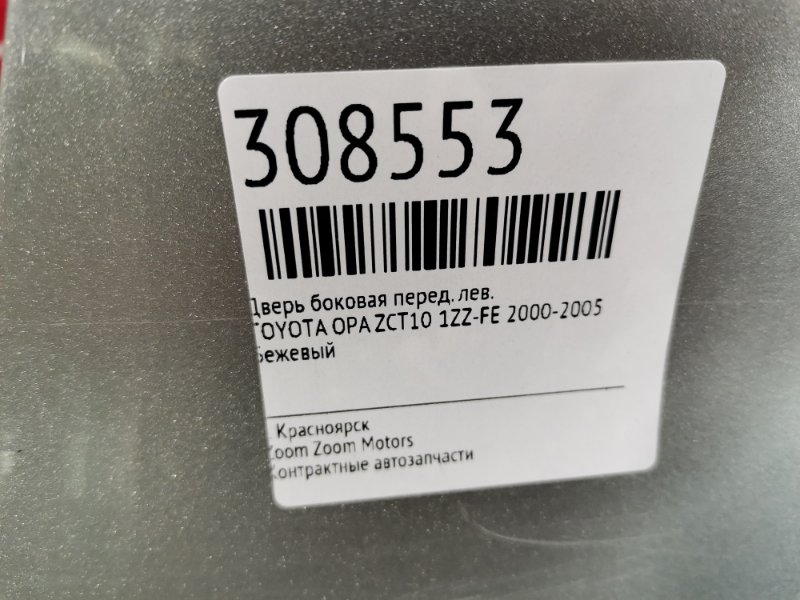 308553
Дверь боковая перед. лев.
TOYOTA OPA ZCT10 1ZZ-FE 2000-2005
Бежевый
. Красноярск
Zoom Zoom Motors
Контрактные автозапчасти